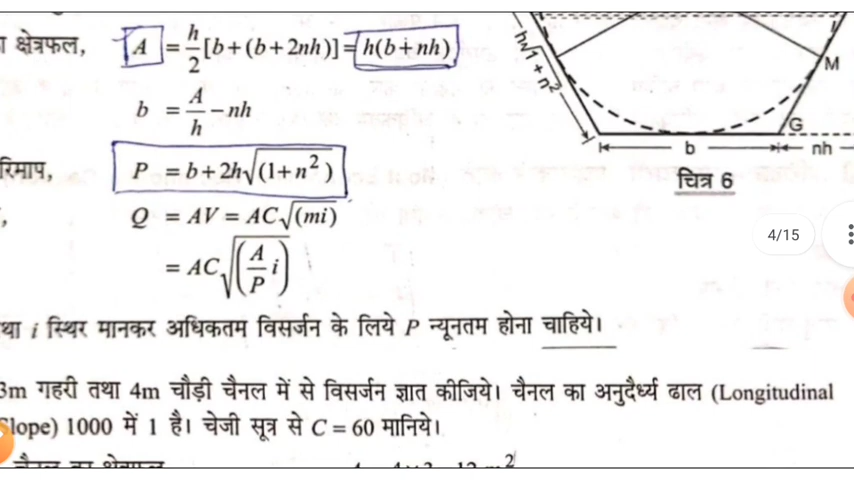 क्षेत्रफल, A = h/2 [b + (b + 2nh)] = h(b + nh)
b = A/h − nh
P = b + 2h√(1 + n²)
Q = AV = AC√(mi)
= AC√(A/P i)
h√1 + n²
M
G
b
nh
चित्र 6
4/15
था i स्थिर मानकर अधिकतम विसर्जन के लिये P न्यूनतम होना चाहिये।
3m गहरी तथा 4m चौड़ी चैनल में से विसर्जन ज्ञात कीजिये। चैनल का अनुदैर्ध्य ढाल (Longitudinal
Slope) 1000 में 1 है। चेजी सूत्र से C = 60 मानिये।